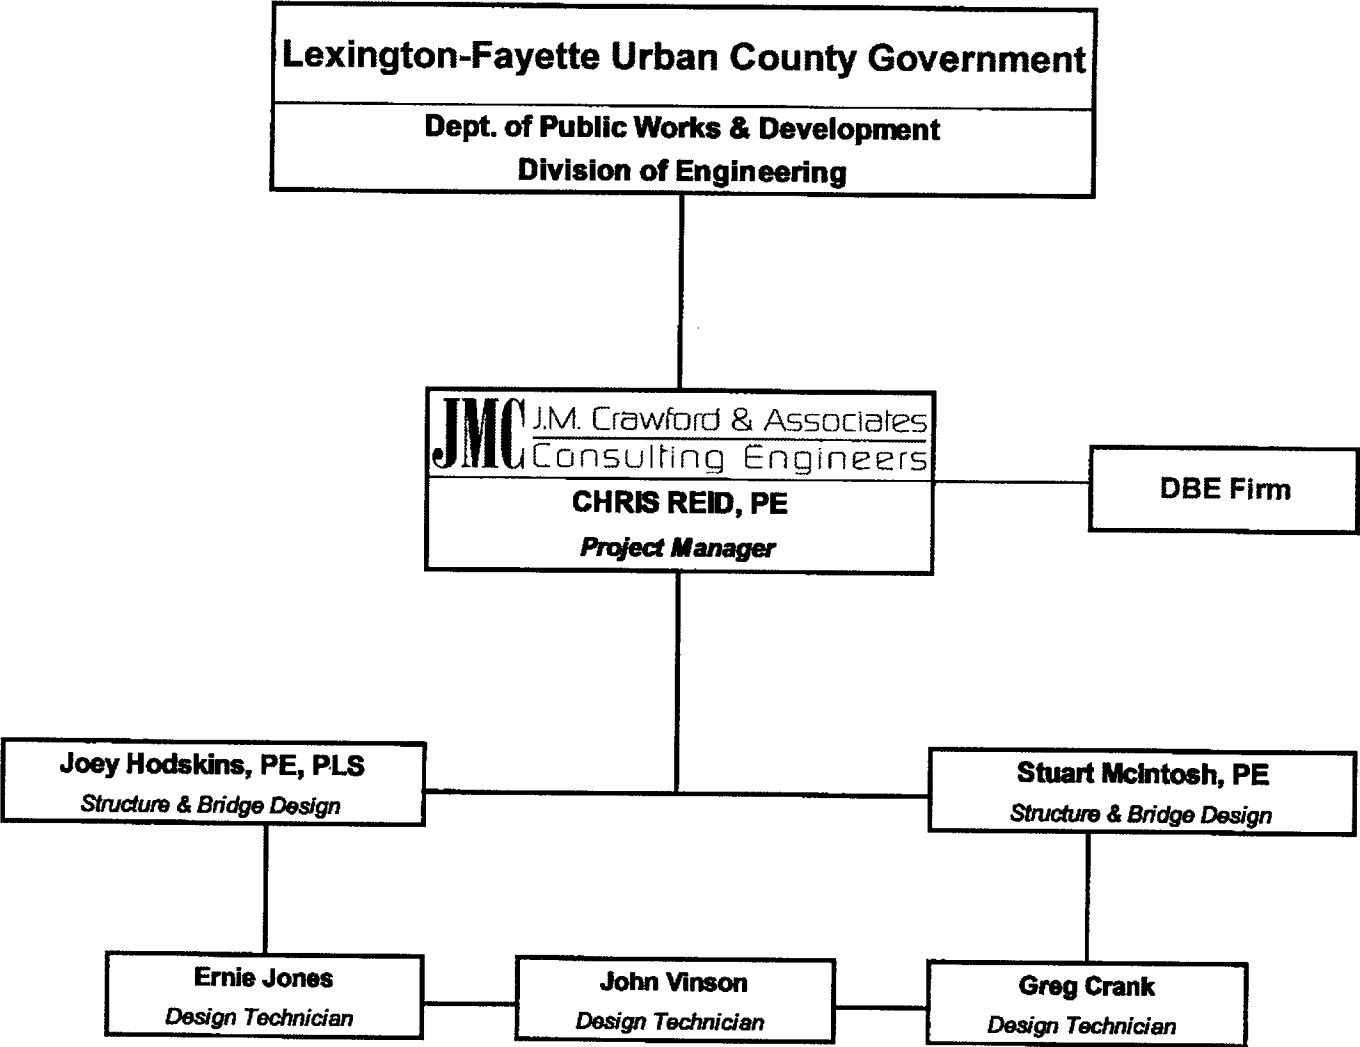 Lexington-Fayette Urban County Government
Dept. of Public Works & Development
Division of Engineering
JMC
J.M. Crawford & Associates
Consulting Engineers
CHRIS REID, PE
Project Manager
DBE Firm
Joey Hodskins, PE, PLS
Structure & Bridge Design
Stuart McIntosh, PE
Structure & Bridge Design
Ernie Jones
Design Technician
John Vinson
Design Technician
Greg Crank
Design Technician